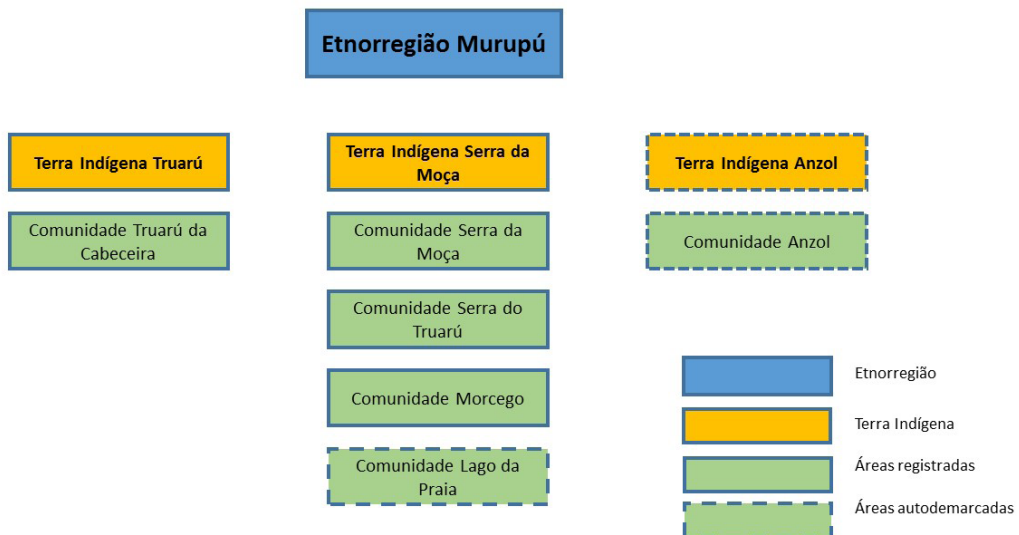 Etnorregião Murupú
Terra Indígena Truarú
Terra Indígena Serra da
Moça
Terra Indígena Anzol
Comunidade Truarú da
Cabeceira
Comunidade Serra da
Moça
Comunidade Anzol
Comunidade Serra do
Truarú
Comunidade Morcego
Comunidade Lago da
Praia
Etnorregião
Terra Indígena
Áreas registradas
Áreas autodemarcadas